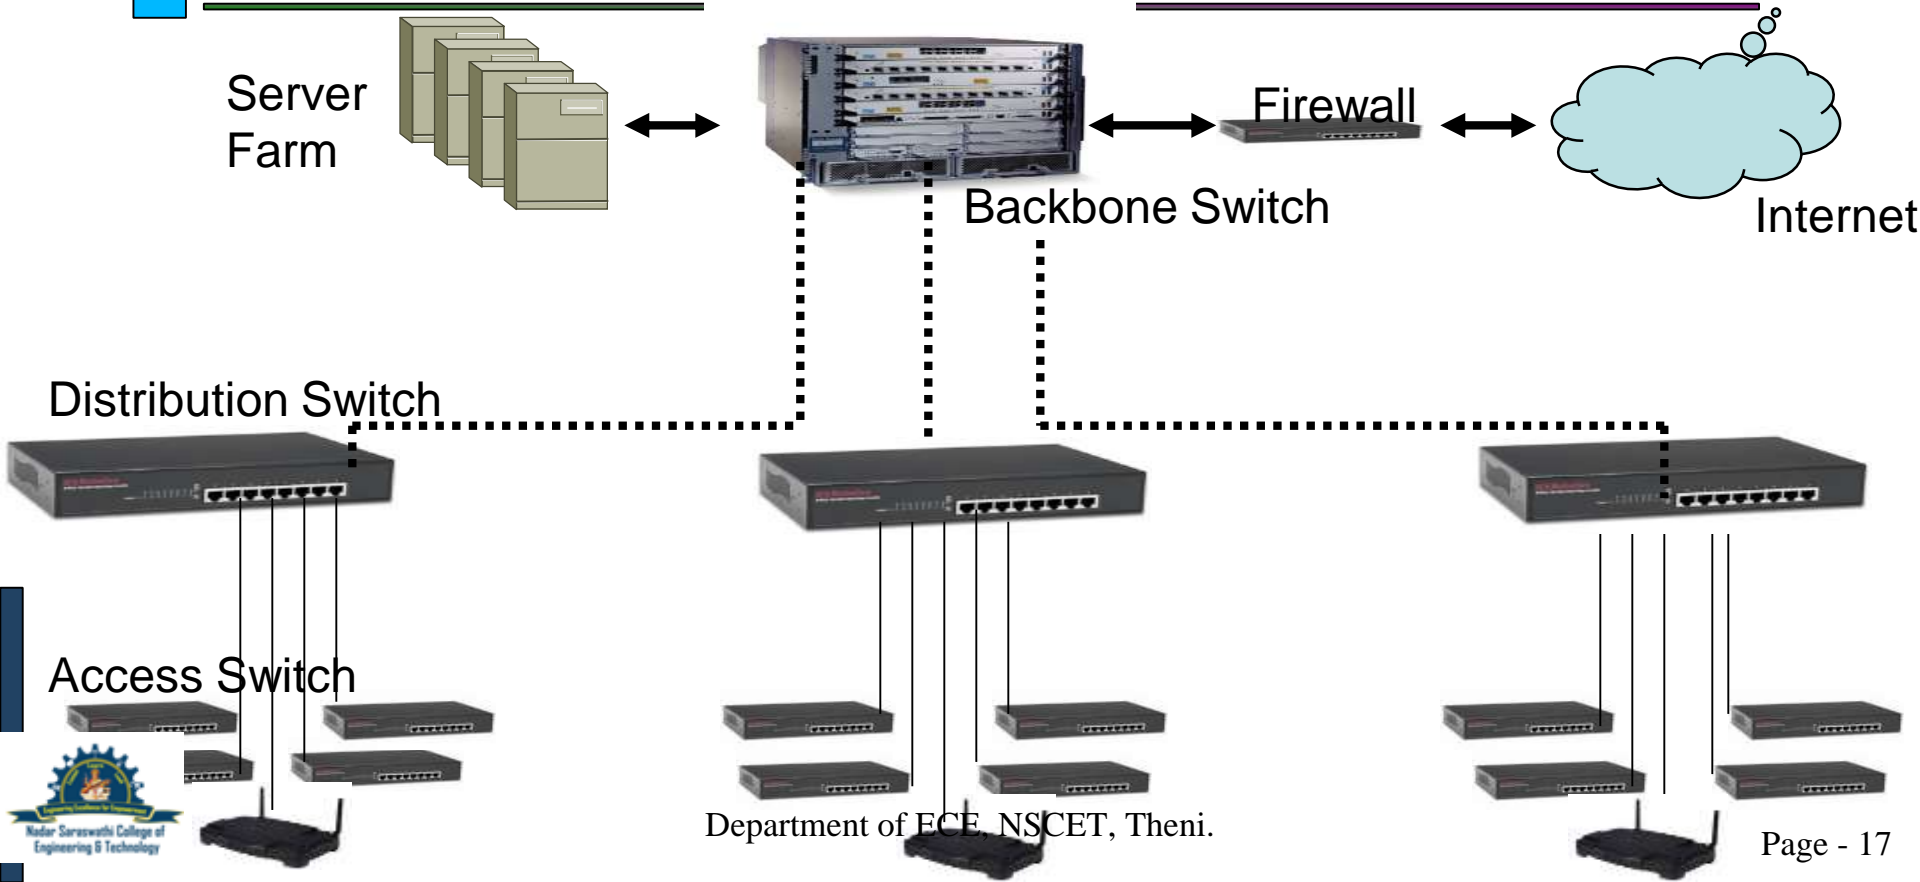 Server
Farm
Firewall
Backbone Switch
Internet
Distribution Switch
Access Switch
Nadar Saraswathi College of
Engineering & Technology
Department of ECE, NSCET, Theni.
Page - 17